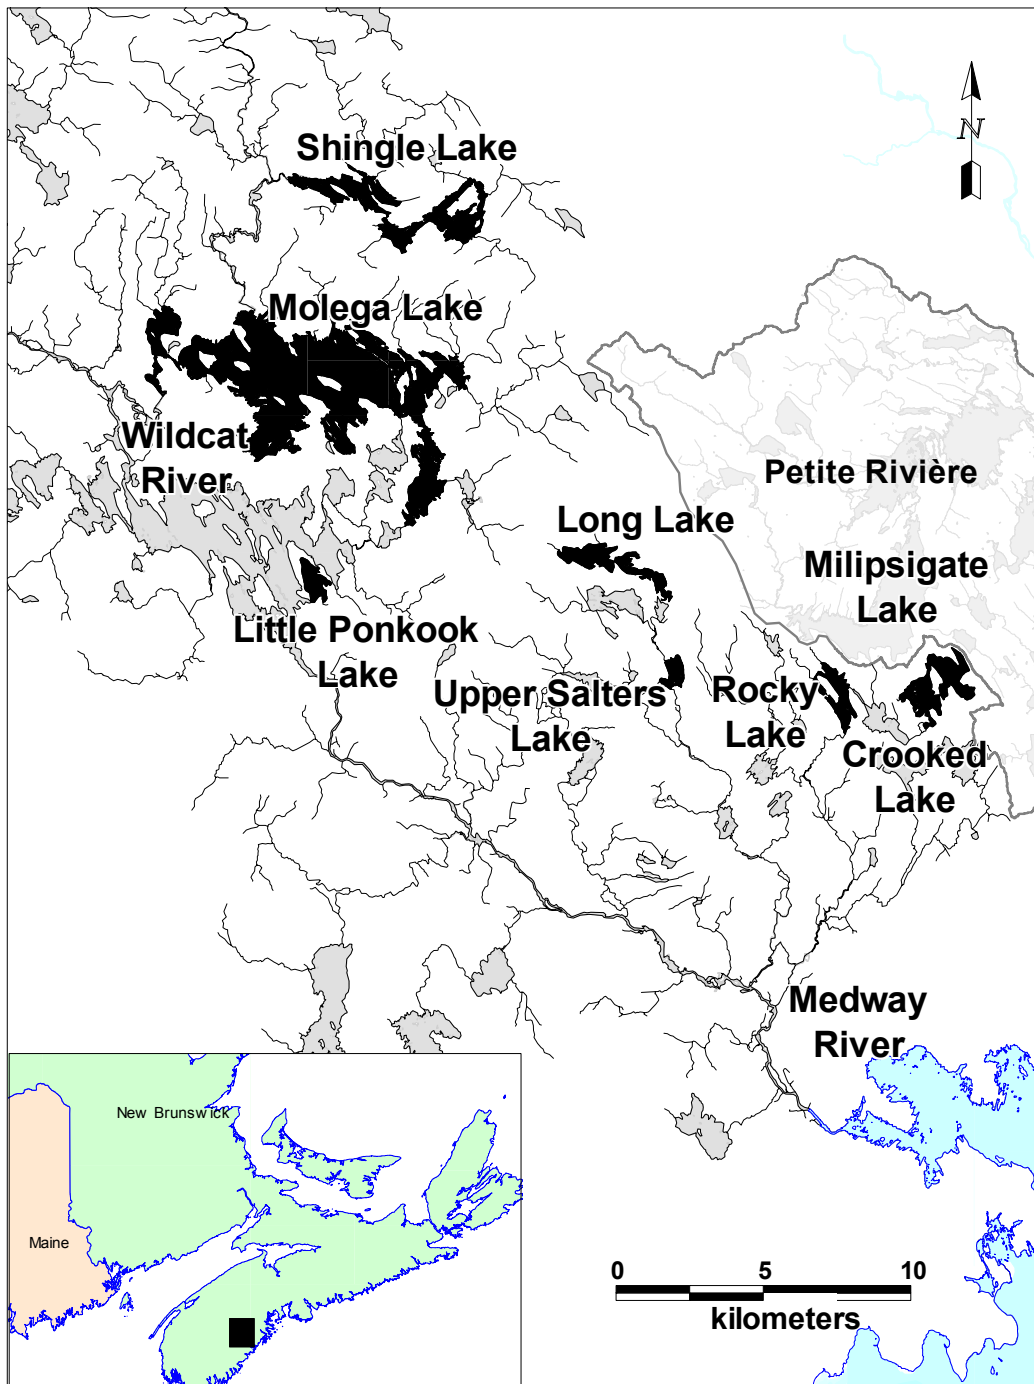 N
Shingle Lake
Molega Lake
Wildcat
River
Petite Rivière
Long Lake
Milipsigate
Lake
Little Ponkook
Lake
Upper Salters
Lake
Rocky
Lake
Crooked
Lake
Medway
River
New Brunswick
Maine
0 5 10
kilometers